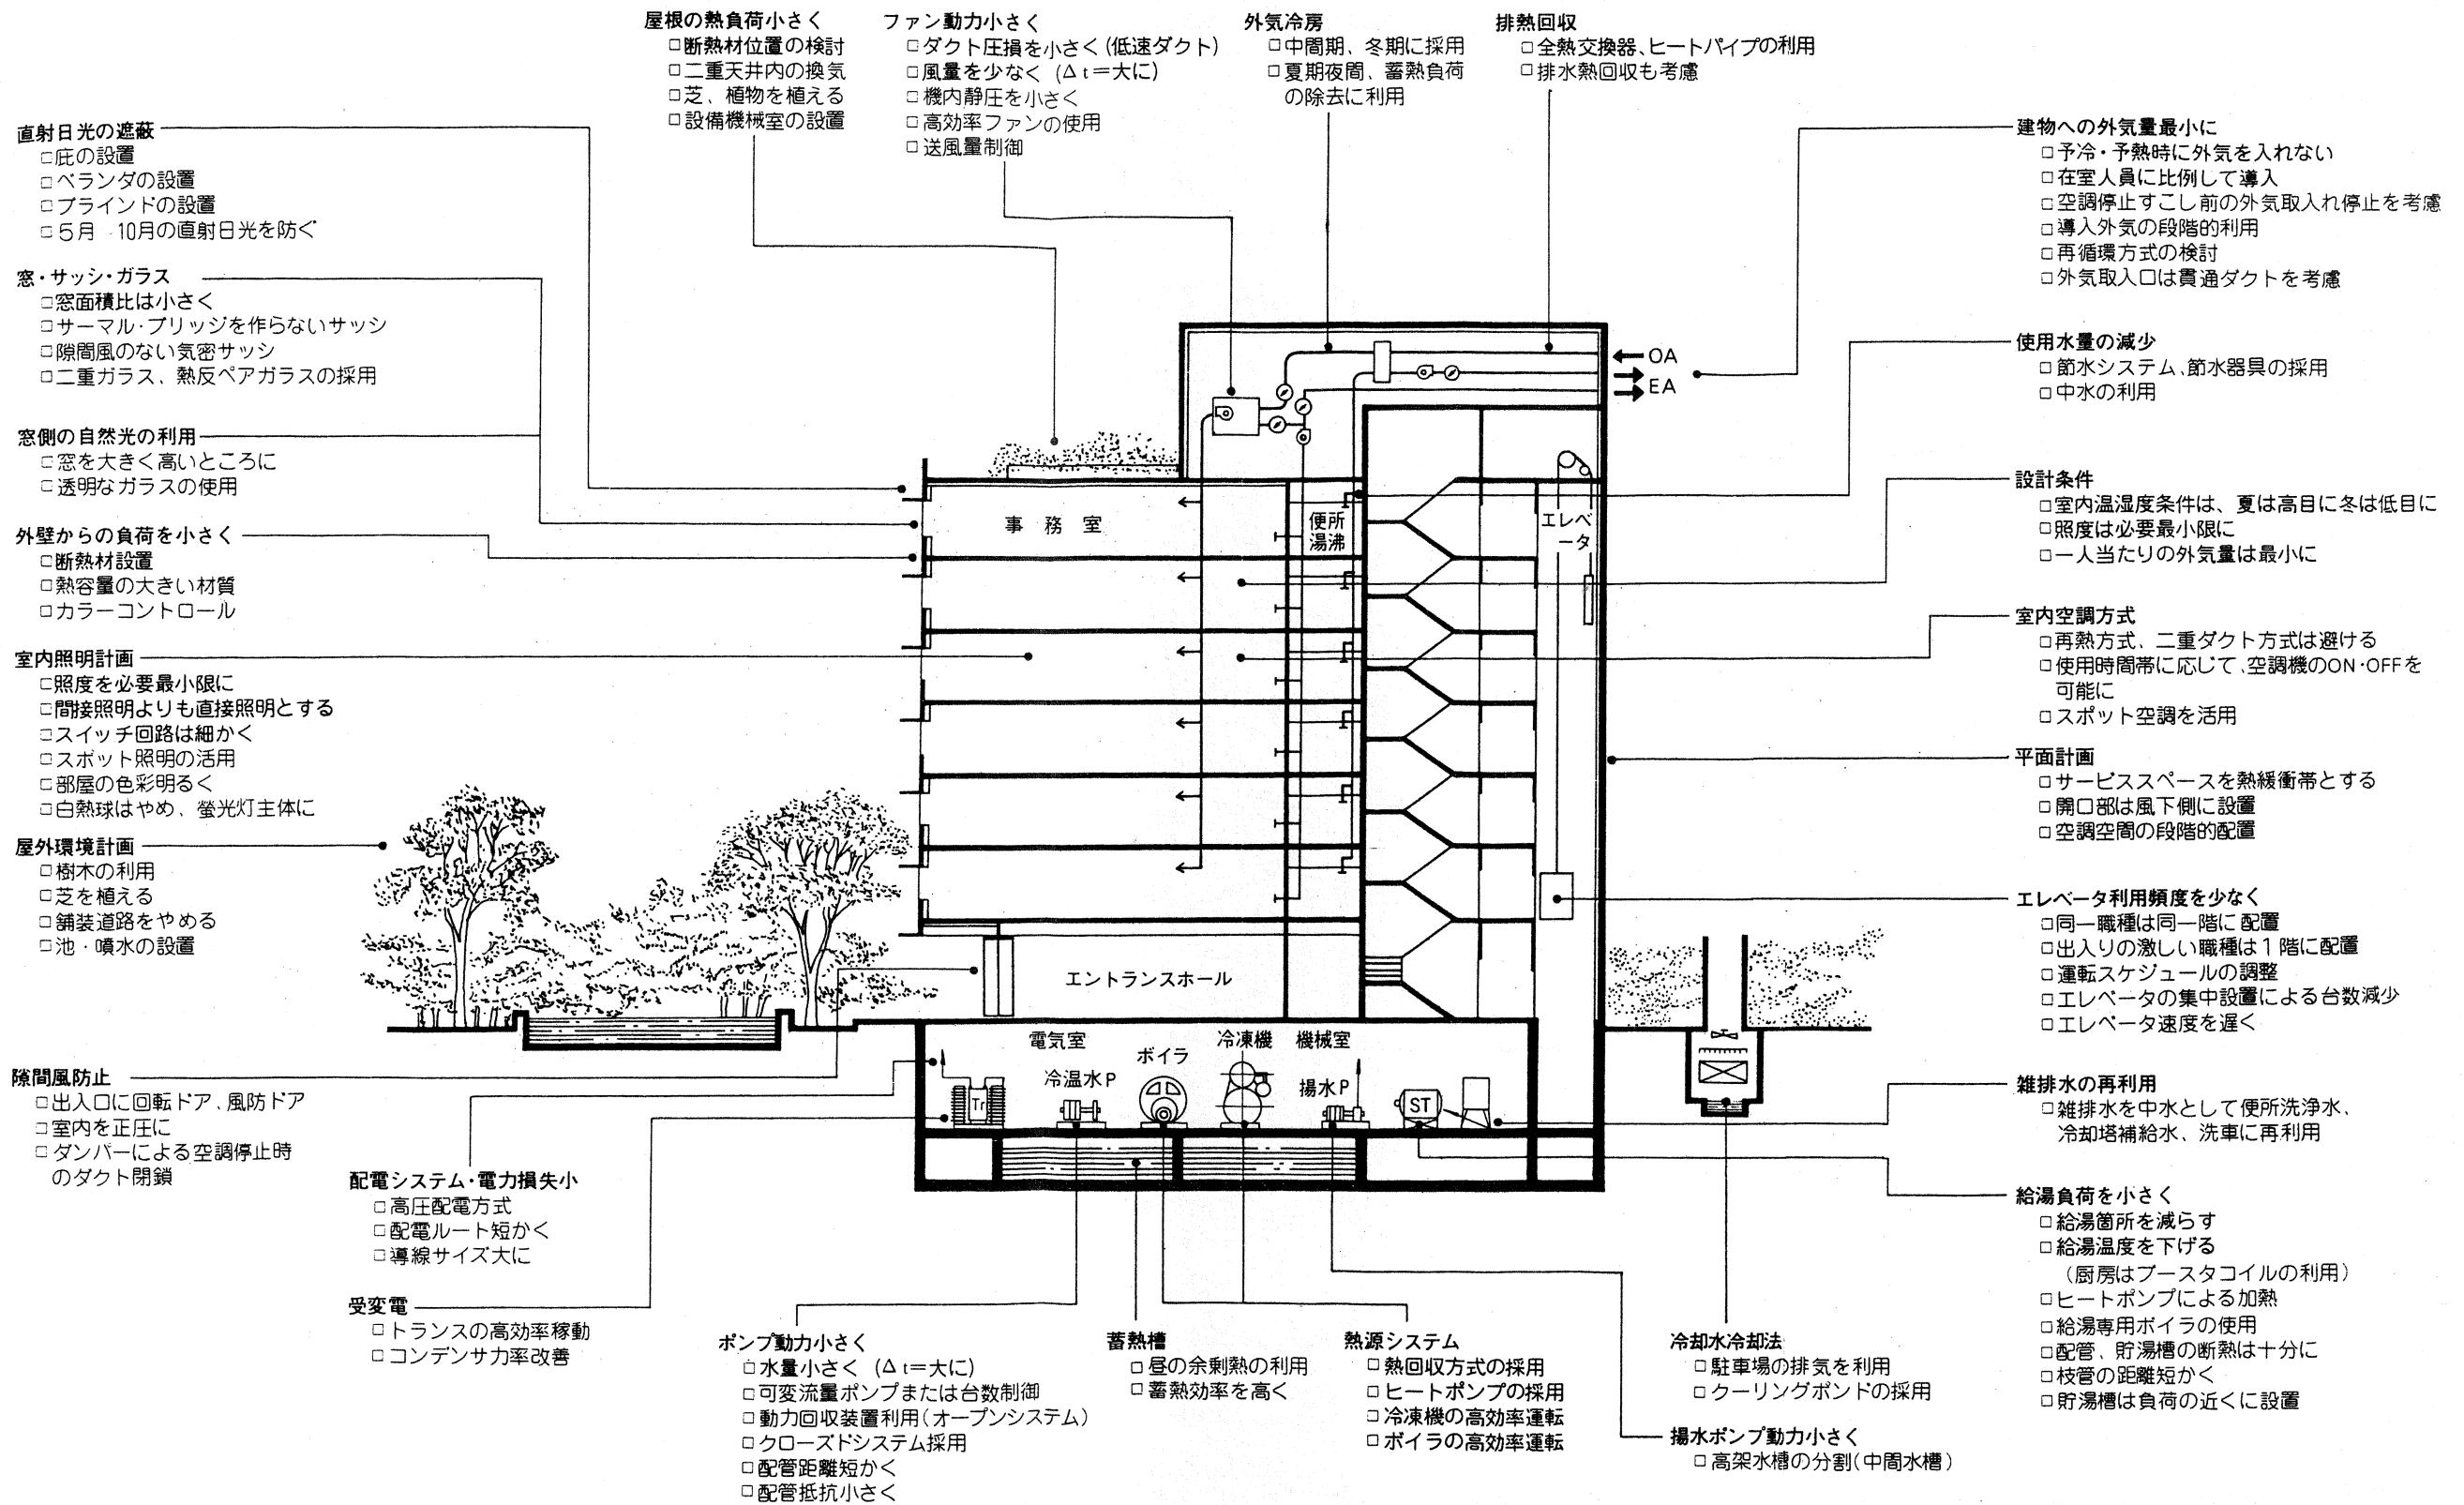 屋根の熱負荷小さく
□断熱材位置の検討
□二重天井内の換気
□芝、植物を植える
□設備機械室の設置
ファン動力小さく
□ダクト圧損を小さく(低速ダクト)
□風量を少なく(Δt=大に)
□機内静圧を小さく
□高効率ファンの使用
□送風量制御
外気冷房
□中間期、冬期に採用
□夏期夜間、蓄熱負荷
の除去に利用
排熱回収
□全熱交換器、ヒートパイプの利用
□排水熱回収も考慮
直射日光の遮蔽
□庇の設置
□ベランダの設置
□ブラインドの設置
□5月 10月の直射日光を防ぐ
窓・サッシ・ガラス
□窓面積比は小さく
□サーマル・ブリッジを作らないサッシ
□隙間風のない気密サッシ
□二重ガラス、熱反ペアガラスの採用
窓側の自然光の利用
□窓を大きく高いところに
□透明なガラスの使用
外壁からの負荷を小さく
□断熱材設置
□熱容量の大きい材質
□カラーコントロール
室内照明計画
□照度を必要最小限に
□間接照明よりも直接照明とする
□スイッチ回路は細かく
□スポット照明の活用
□部屋の色彩明るく
□白熱球はやめ、螢光灯主体に
屋外環境計画
□樹木の利用
□芝を植える
□舗装道路をやめる
□池・噴水の設置
隙間風防止
□出入口に回転ドア、風防ドア
□室内を正圧に
□ダンパーによる空調停止時
のダクト閉鎖
配電システム・電力損失小
□高圧配電方式
□配電ルート短かく
□導線サイズ大に
受変電
□トランスの高効率稼動
□コンデンサ力率改善
OA
EA
事務室
便所
湯沸
エレベ
ータ
エントランスホール
電気室
冷凍機
機械室
ボイラ
冷温水P
揚水P
Tr
ST
ポンプ動力小さく
□水量小さく(Δt=大に)
□可変流量ポンプまたは台数制御
□動力回収装置利用(オープンシステム)
□クローズドシステム採用
□配管距離短かく
□配管抵抗小さく
蓄熱槽
□昼の余剰熱の利用
□蓄熱効率を高く
熱源システム
□熱回収方式の採用
□ヒートポンプの採用
□冷凍機の高効率運転
□ボイラの高効率運転
冷却水冷却法
□駐車場の排気を利用
□クーリングポンドの採用
揚水ポンプ動力小さく
□高架水槽の分割(中間水槽)
建物への外気量最小に
□予冷・予熱時に外気を入れない
□在室人員に比例して導入
□空調停止すこし前の外気取入れ停止を考慮
□導入外気の段階的利用
□再循環方式の検討
□外気取入口は貫通ダクトを考慮
使用水量の減少
□節水システム、節水器具の採用
□中水の利用
設計条件
□室内温湿度条件は、夏は高目に冬は低目に
□照度は必要最小限に
□一人当たりの外気量は最小に
室内空調方式
□再熱方式、二重ダクト方式は避ける
□使用時間帯に応じて、空調機のON・OFFを
可能に
□スポット空調を活用
平面計画
□サービススペースを熱緩衝帯とする
□開口部は風下側に設置
□空調空間の段階的配置
エレベータ利用頻度を少なく
□同一職種は同一階に配置
□出入りの激しい職種は1階に配置
□運転スケジュールの調整
□エレベータの集中設置による台数減少
□エレベータ速度を遅く
雑排水の再利用
□雑排水を中水として便所洗浄水、
冷却塔補給水、洗車に再利用
給湯負荷を小さく
□給湯箇所を減らす
□給湯温度を下げる
(厨房はブースタコイルの利用)
□ヒートポンプによる加熱
□給湯専用ボイラの使用
□配管、貯湯槽の断熱は十分に
□枝管の距離短かく
□貯湯槽は負荷の近くに設置